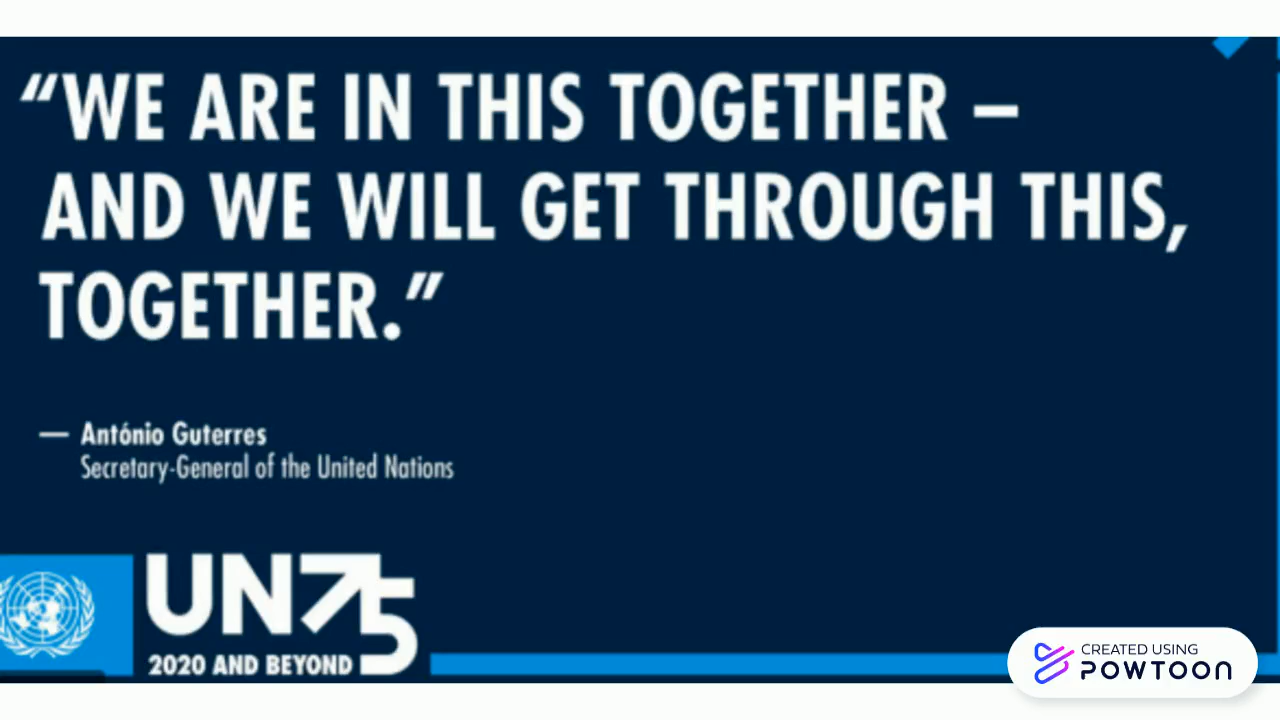 “WE ARE IN THIS TOGETHER –
AND WE WILL GET THROUGH THIS,
TOGETHER.”
— António Guterres
Secretary-General of the United Nations
UN75
2020 AND BEYOND
CREATED USING
POWTOON